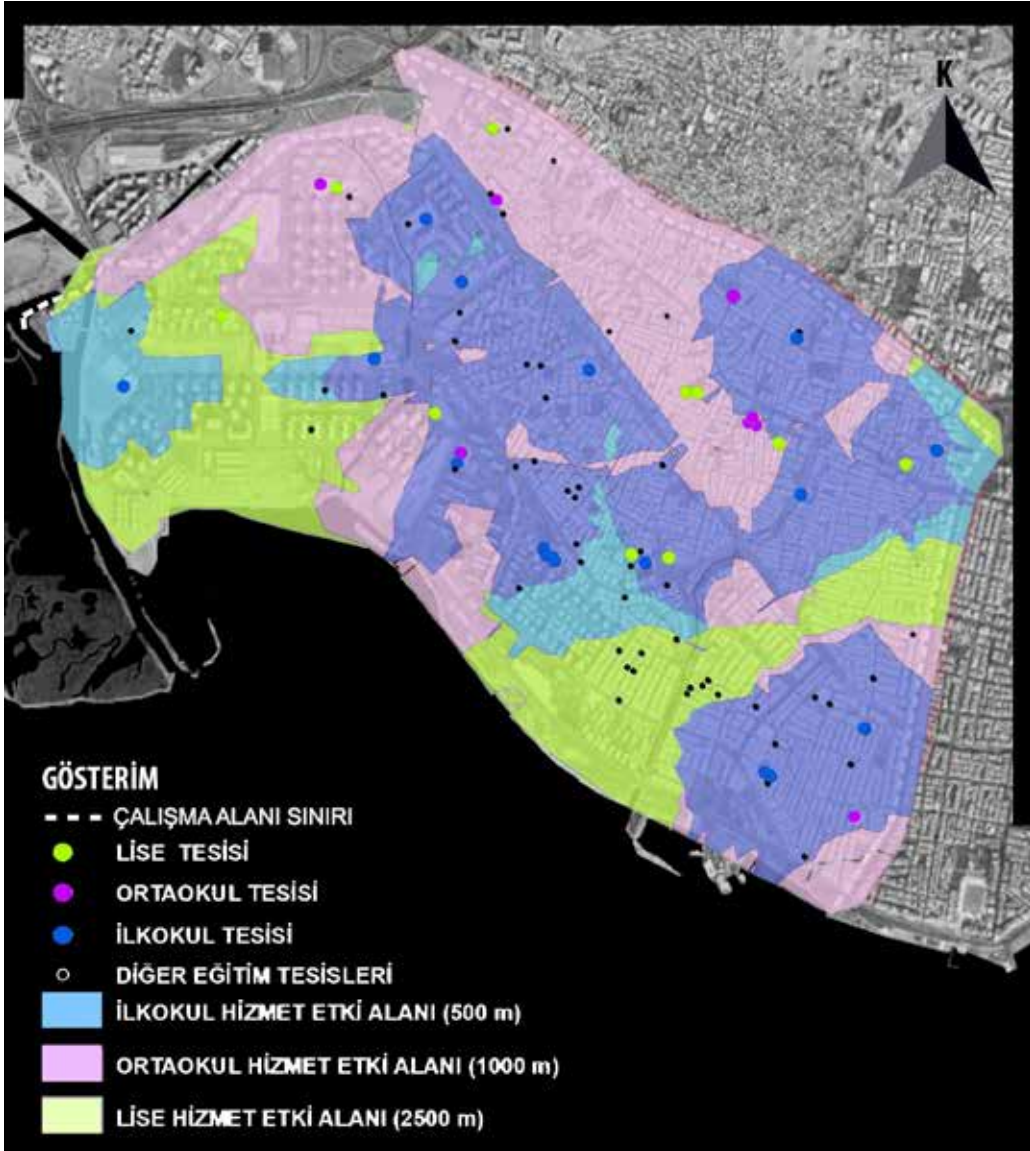 K
GÖSTERİM
ÇALIŞMA ALANI SINIRI
LİSE TESİSİ
ORTAOKUL TESİSİ
İLKOKUL TESİSİ
DİĞER EĞİTİM TESİSLERİ
İLKOKUL HİZMET ETKİ ALANI (500 m)
ORTAOKUL HİZMET ETKİ ALANI (1000 m)
LİSE HİZMET ETKİ ALANI (2500 m)